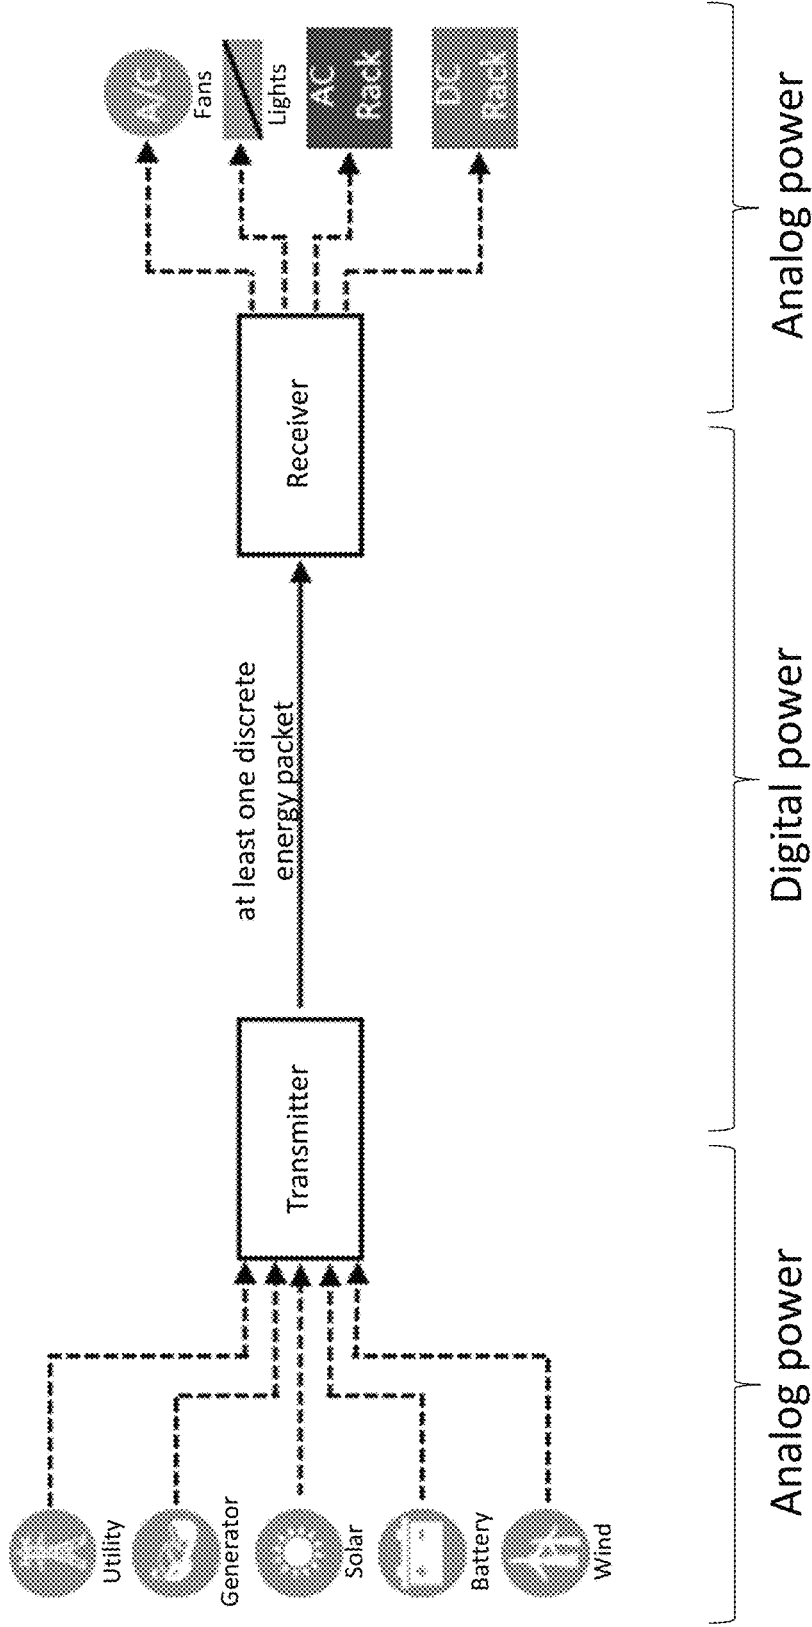 Utility
Generator
Solar
Battery
Wind
Transmitter
at least one discrete
energy packet
Receiver
A/C
Fans
Lights
AC
Rack
DC
Rack
Analog power
Digital power
Analog power